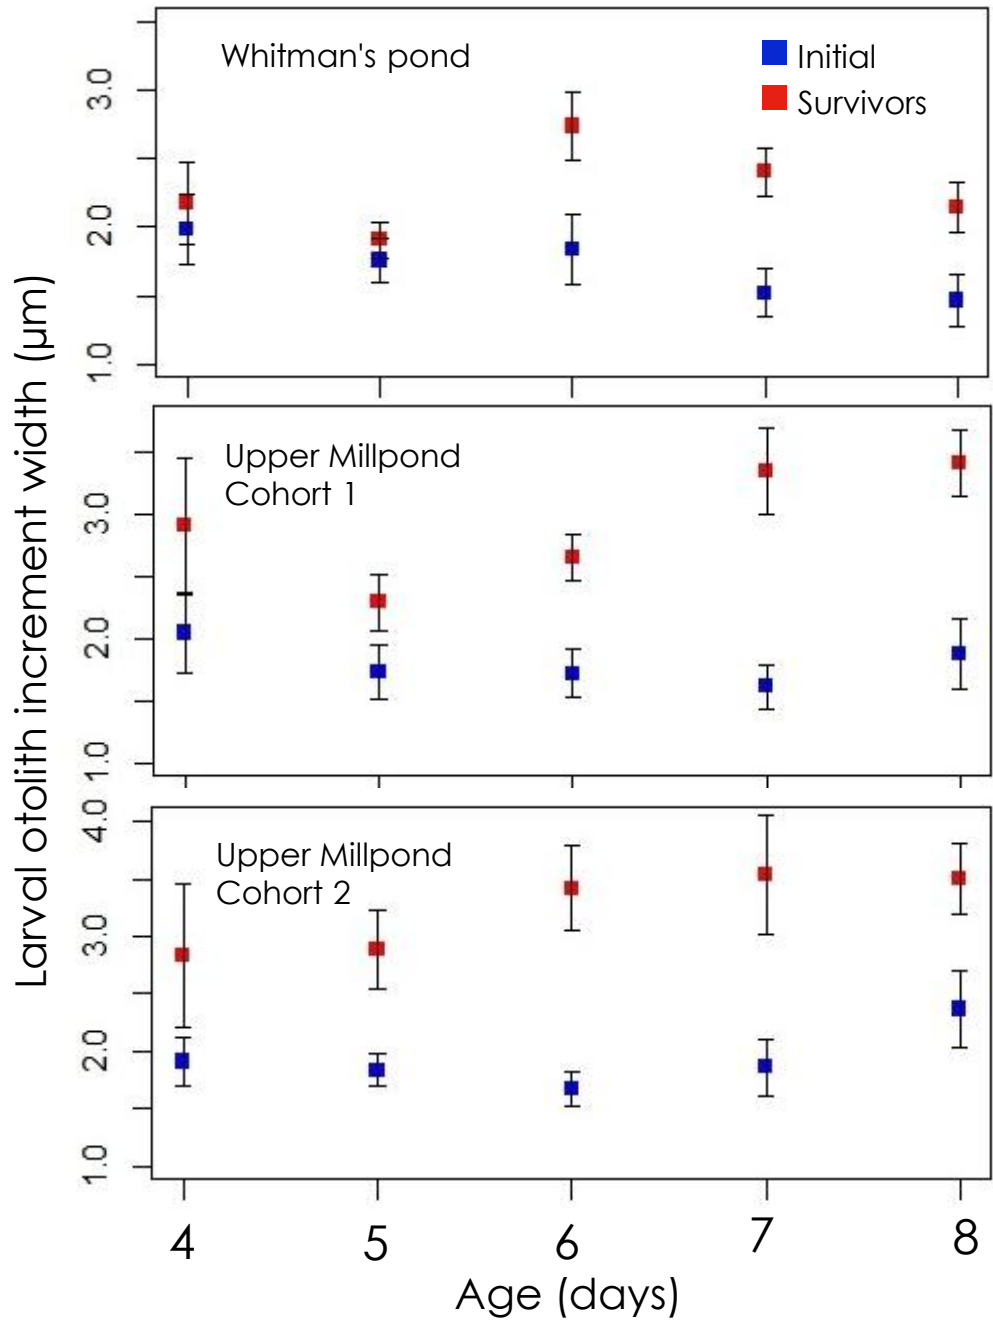 Whitman's pond
Initial
Survivors
3.0
2.0
1.0
Upper Millpond
Cohort 1
3.0
2.0
1.0
Upper Millpond
Cohort 2
4.0
3.0
2.0
1.0
Larval otolith increment width (µm)
4 5 6 7 8
Age (days)